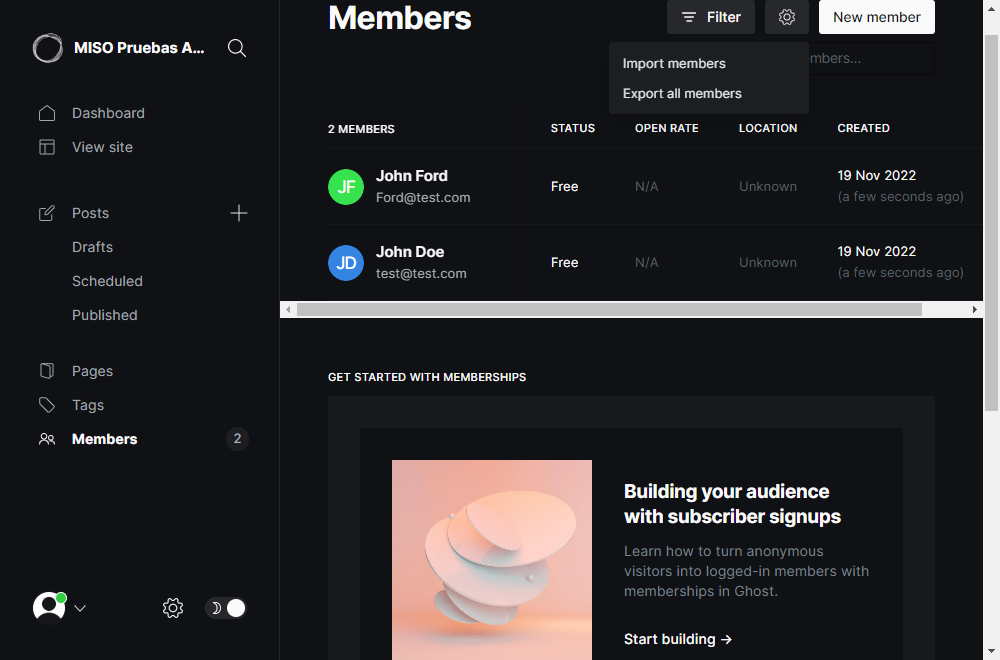 MISO Pruebas A...
Dashboard
View site
Posts
Drafts
Scheduled
Published
Pages
Tags
Members 2
Members
Filter
New member
Import members
Export all members
2 MEMBERS STATUS OPEN RATE LOCATION CREATED
JF John Ford Free N/A Unknown 19 Nov 2022
Ford@test.com (a few seconds ago)
JD John Doe Free N/A Unknown 19 Nov 2022
test@test.com (a few seconds ago)
GET STARTED WITH MEMBERSHIPS
Building your audience
with subscriber signups
Learn how to turn anonymous
visitors into logged-in members with
memberships in Ghost.
Start building →